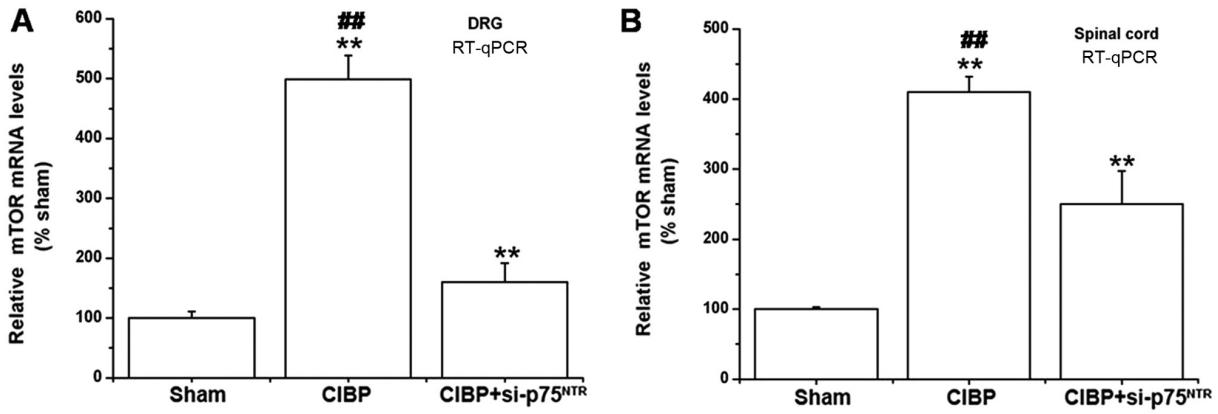 A
Relative mTOR mRNA levels
(% sham)
600
500
400
300
200
100
0
##
**
**
DRG
RT-qPCR
Sham
CIBP
CIBP+si-p75NTR
B
Relative mTOR mRNA levels
(% sham)
500
400
300
200
100
0
##
**
**
Spinal cord
RT-qPCR
Sham
CIBP
CIBP+si-p75NTR